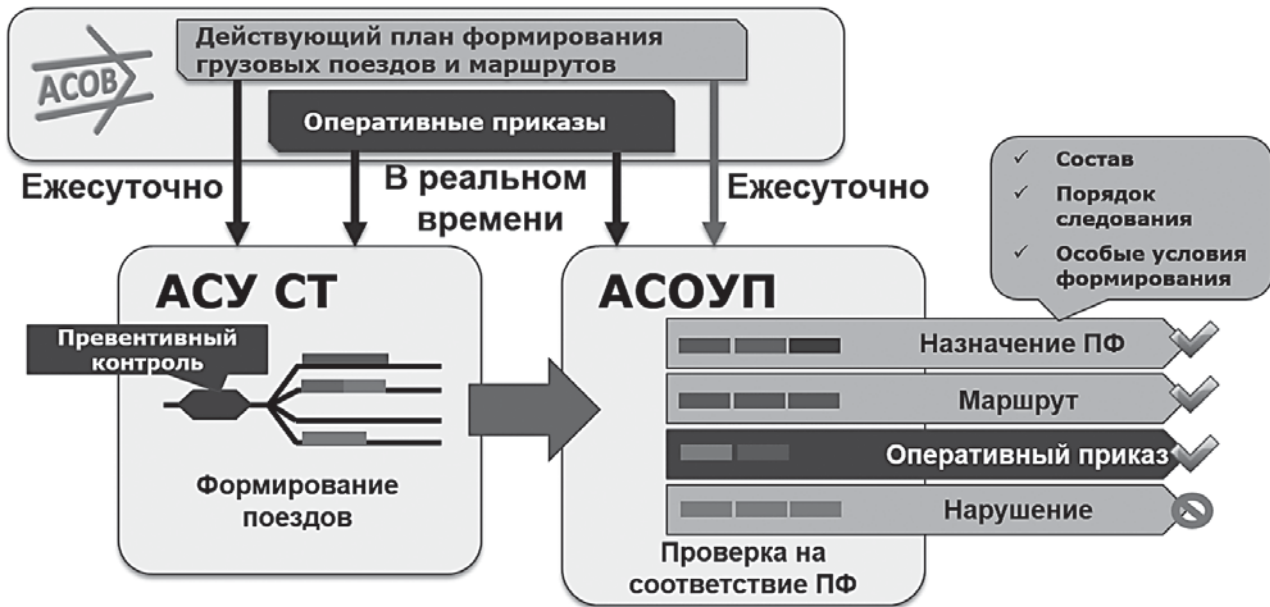 АСОВ
Действующий план формирования
грузовых поездов и маршрутов
Оперативные приказы
Ежесуточно
В реальном
времени
Ежесуточно
Состав
Порядок
следования
Особые условия
формирования
АСУ СТ
Превентивный
контроль
Формирование
поездов
АСОУП
Назначение ПФ
Маршрут
Оперативный приказ
Нарушение
Проверка на
соответствие ПФ